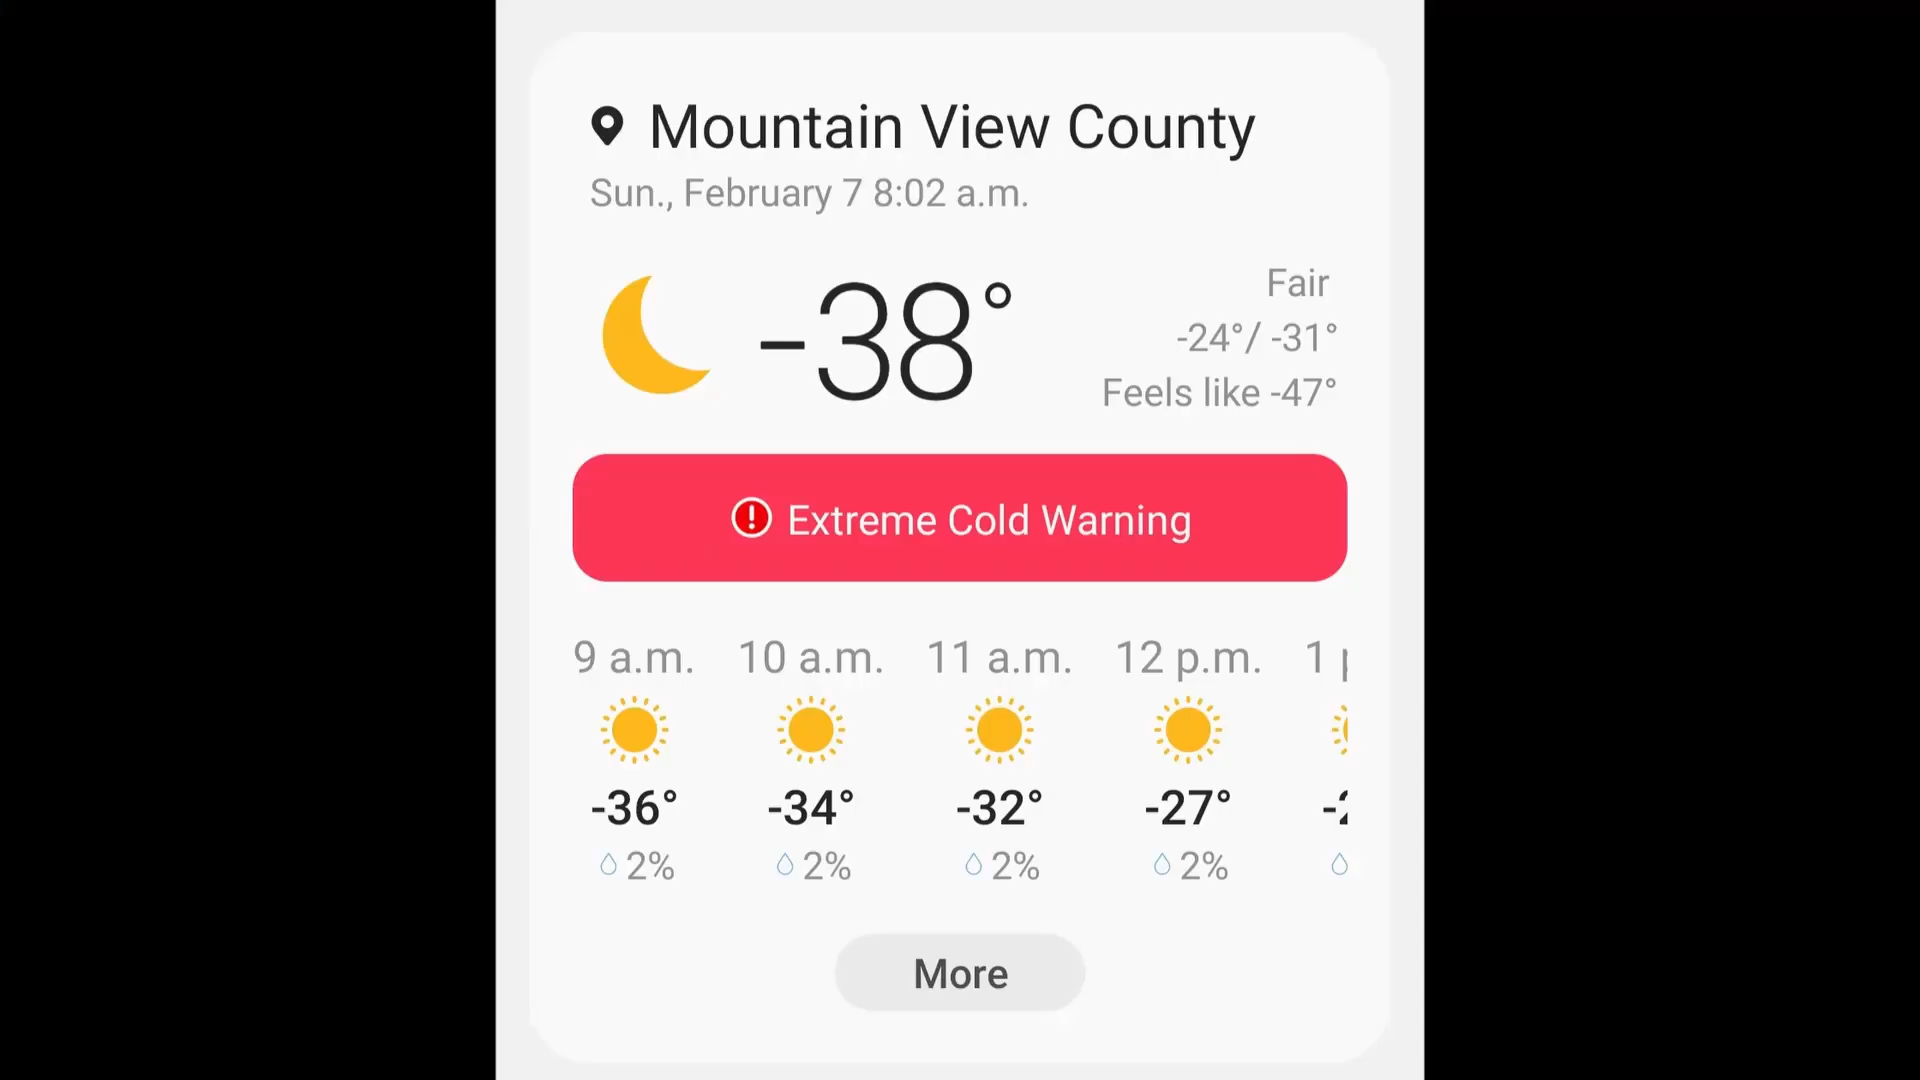 Mountain View County
Sun., February 7 8:02 a.m.
-38°
Fair
-24°/ -31°
Feels like -47°
Extreme Cold Warning
9 a.m. 10 a.m. 11 a.m. 12 p.m. 1
-36° -34° -32° -27°
2% 2% 2% 2%
More